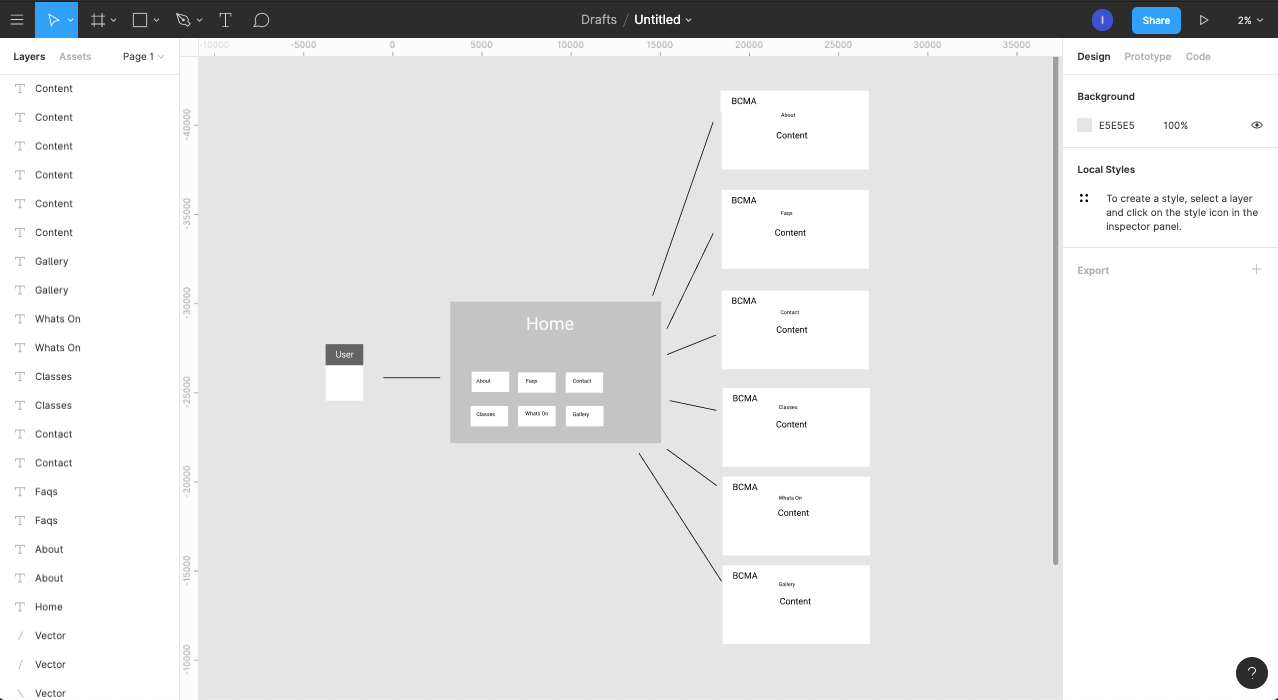 Drafts / Untitled
I
Share
2%
Layers Assets Page 1
-10000 -5000 0 5000 10000 15000 20000 25000 30000 35000
Design Prototype Code
Content
Content
Content
Content
Content
Content
Gallery
Gallery
Whats On
Whats On
Classes
Classes
Contact
Contact
Faqs
Faqs
About
About
Home
Vector
Vector
Vector
-40000
-35000
-30000
-25000
-20000
-15000
-10000
User
Home
About Faqs Contact
Classes Whats On Gallery
BCMA
About
Content
BCMA
Faqs
Content
BCMA
Contact
Content
BCMA
Classes
Content
BCMA
Whats On
Content
BCMA
Gallery
Content
Background
E5E5E5 100%
Local Styles
To create a style, select a layer
and click on the style icon in the
inspector panel.
Export
?